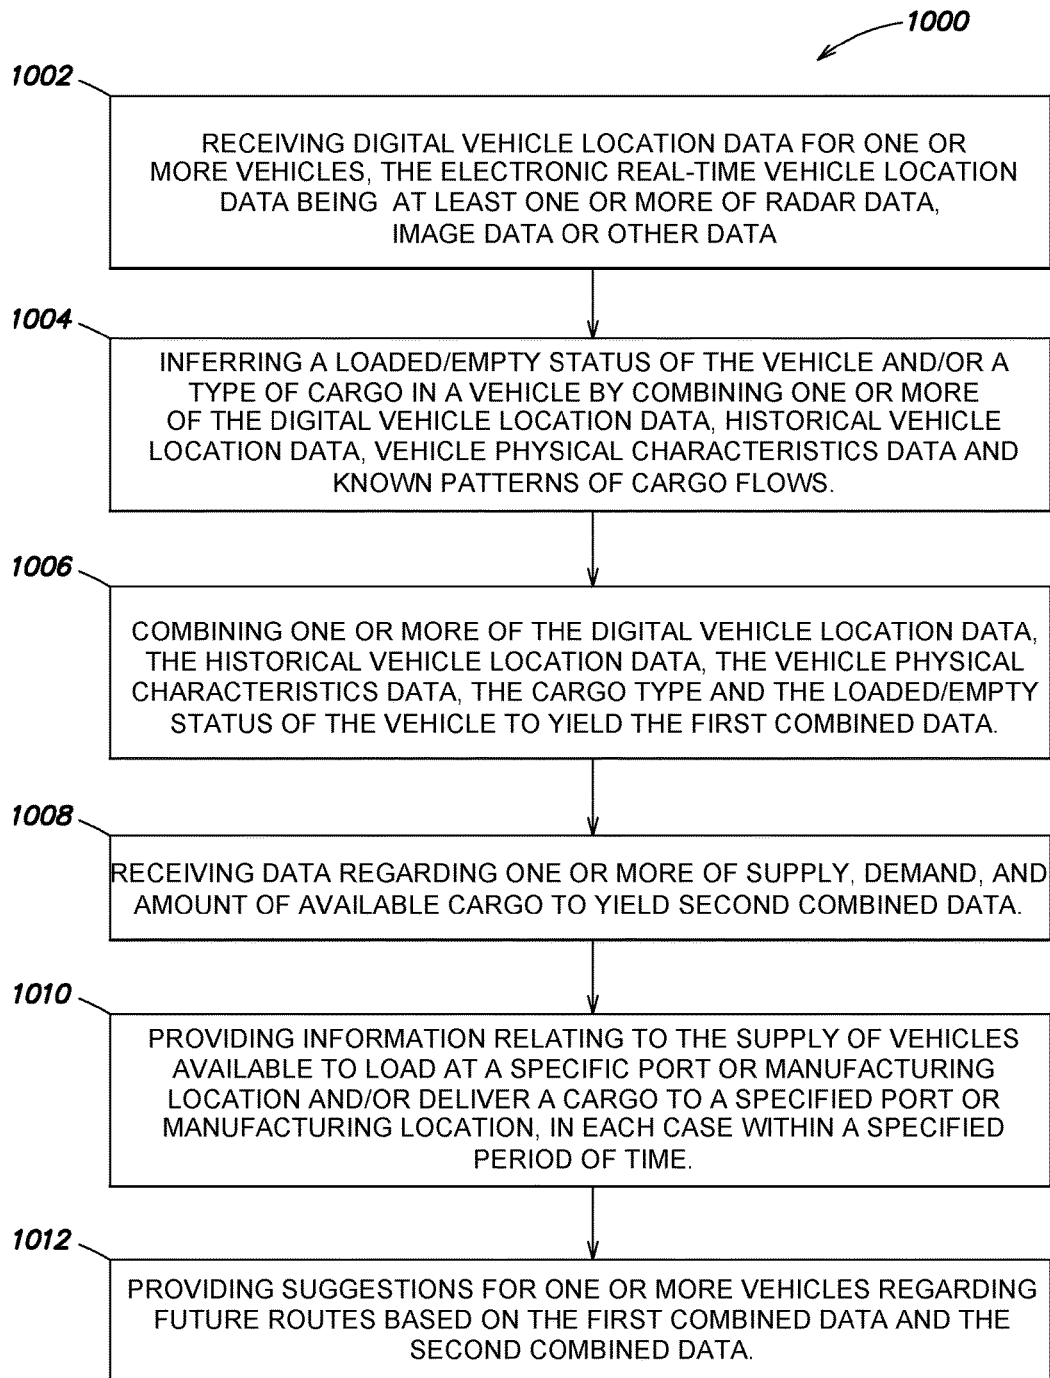 1000
1002
RECEIVING DIGITAL VEHICLE LOCATION DATA FOR ONE OR
MORE VEHICLES, THE ELECTRONIC REAL-TIME VEHICLE LOCATION
DATA BEING AT LEAST ONE OR MORE OF RADAR DATA,
IMAGE DATA OR OTHER DATA
1004
INFERRING A LOADED/EMPTY STATUS OF THE VEHICLE AND/OR A
TYPE OF CARGO IN A VEHICLE BY COMBINING ONE OR MORE
OF THE DIGITAL VEHICLE LOCATION DATA, HISTORICAL VEHICLE
LOCATION DATA, VEHICLE PHYSICAL CHARACTERISTICS DATA AND
KNOWN PATTERNS OF CARGO FLOWS.
1006
COMBINING ONE OR MORE OF THE DIGITAL VEHICLE LOCATION DATA,
THE HISTORICAL VEHICLE LOCATION DATA, THE VEHICLE PHYSICAL
CHARACTERISTICS DATA, THE CARGO TYPE AND THE LOADED/EMPTY
STATUS OF THE VEHICLE TO YIELD THE FIRST COMBINED DATA.
1008
RECEIVING DATA REGARDING ONE OR MORE OF SUPPLY, DEMAND, AND
AMOUNT OF AVAILABLE CARGO TO YIELD SECOND COMBINED DATA.
1010
PROVIDING INFORMATION RELATING TO THE SUPPLY OF VEHICLES
AVAILABLE TO LOAD AT A SPECIFIC PORT OR MANUFACTURING
LOCATION AND/OR DELIVER A CARGO TO A SPECIFIED PORT OR
MANUFACTURING LOCATION, IN EACH CASE WITHIN A SPECIFIED
PERIOD OF TIME.
1012
PROVIDING SUGGESTIONS FOR ONE OR MORE VEHICLES REGARDING
FUTURE ROUTES BASED ON THE FIRST COMBINED DATA AND THE
SECOND COMBINED DATA.